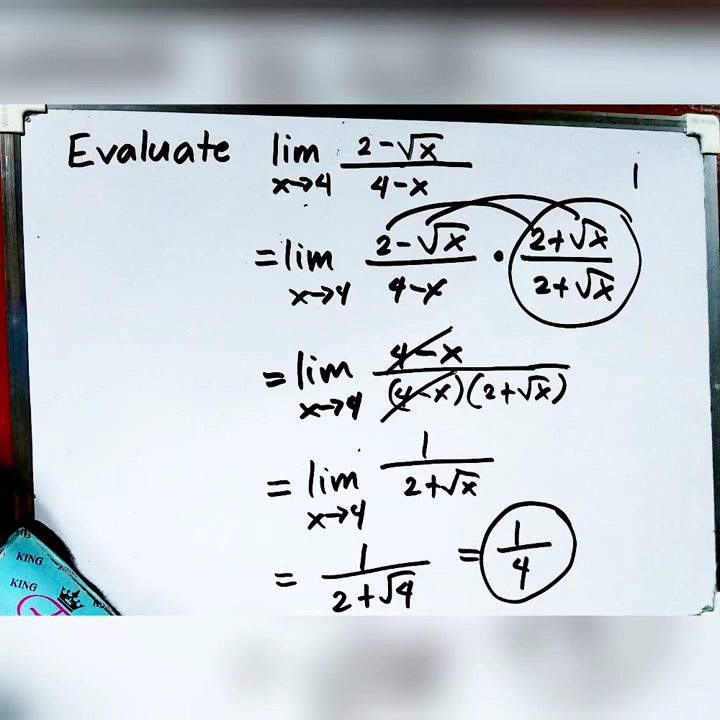 Evaluate lim x→4 (2-√x)/(4-x)
1
= lim x→4 (2-√x)/(4-x) · (2+√x)/(2+√x)
= lim x→4 (4-x)/((4-x)(2+√x))
= lim x→4 1/(2+√x)
= 1/(2+√4) = 1/4
KING
KING